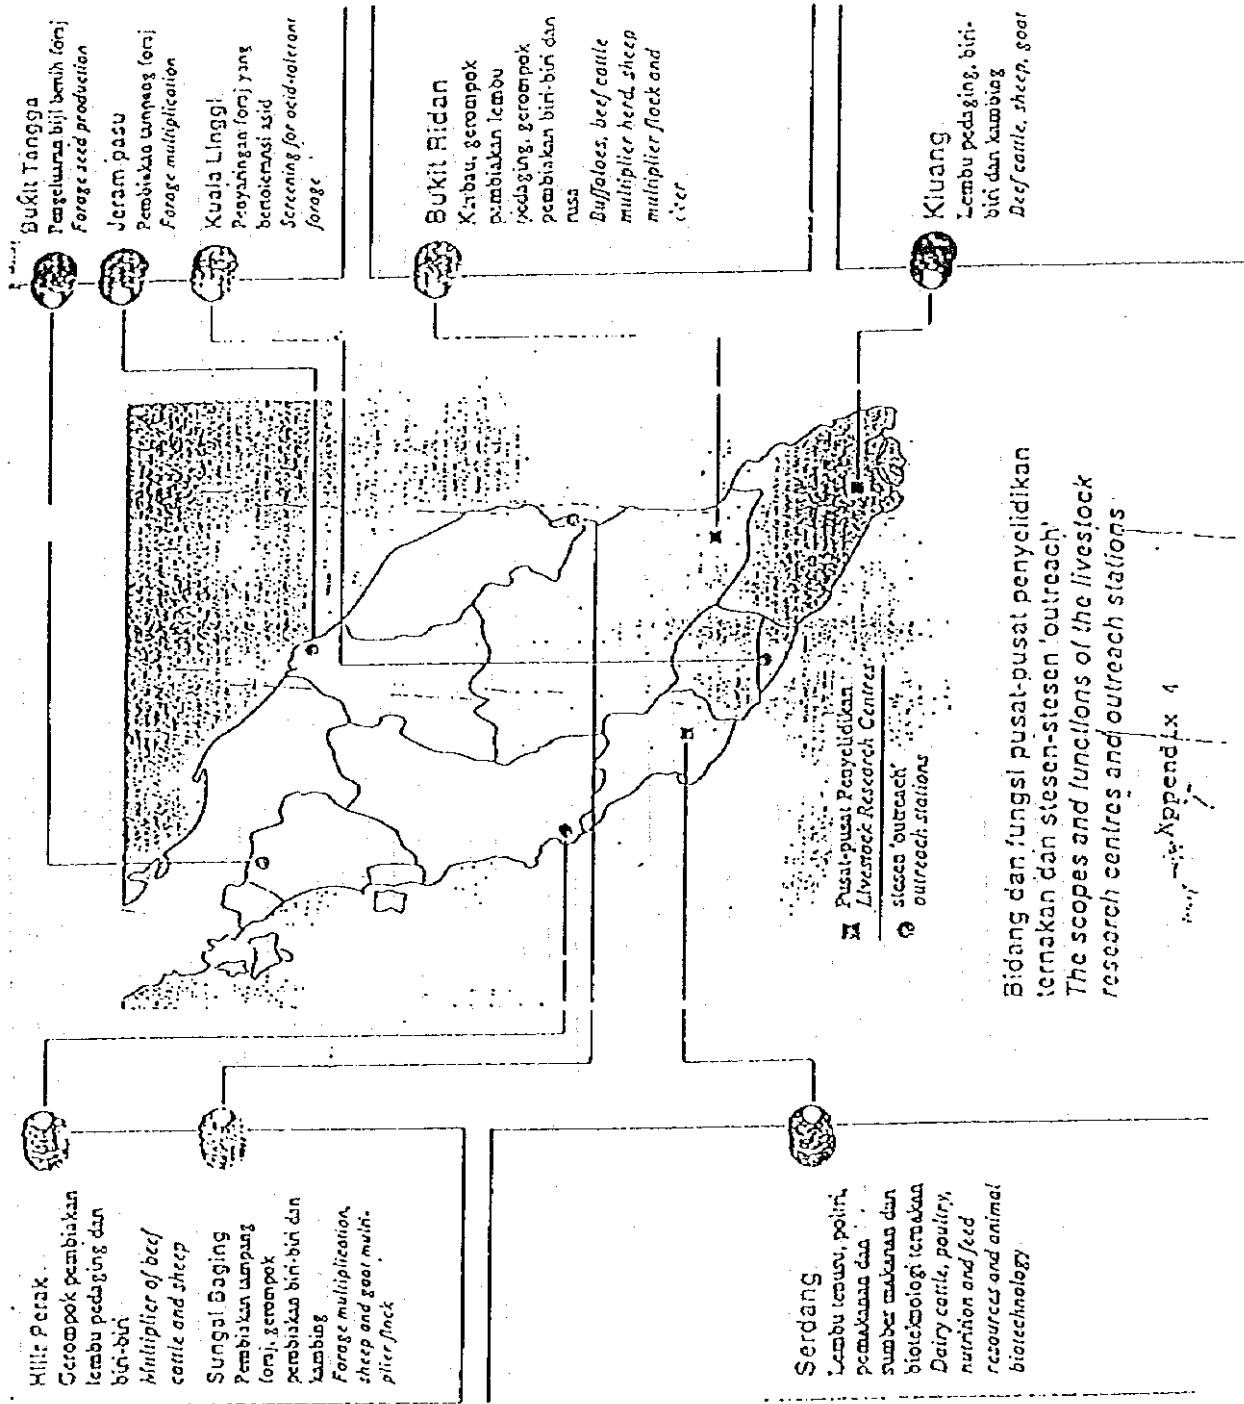 Hilir Perak
Gerompok pembiakan
lembu pedaging dan
biri-biri
Multiplier of beef
cattle and sheep
Sungai Baging
Pembiakan tampang
foraj, gerompok
pembiakan biri-biri dan
kambing
Forage multiplication,
sheep and goat multi-
plier flock
Serdang
Lembu tenusu, poltri,
pemakanan dan
sumber makanan dan
bioteknologi ternakan
Dairy cattle, poultry,
nutrition and feed
resources and animal
biotechnology
Bukit Tangga
Pengeluaran biji benih foraj
Forage seed production
Jeram pasu
Pembiakan tampang foraj
Forage multiplication
Kuala Linggi
Penyaringan foraj yang
bertoleransi asid
Screening for acid-tolerant
forage
Bukit Ridan
Kerbau, gerompok
pembiakan lembu
pedaging, gerompok
pembiakan biri-biri dan
rusa
Buffaloes, beef cattle
multiplier herd, sheep
multiplier flock and
deer
Kluang
Lembu pedaging, biri-
biri dan kambing
Beef cattle, sheep, goat
Pusat-pusat Penyelidikan
Livestock Research Centres
stesen 'outreach'
outreach stations
Bidang dan fungsi pusat-pusat penyelidikan
ternakan dan stesen-stesen 'outreach'
The scopes and functions of the livestock
research centres and outreach stations
Appendix 4